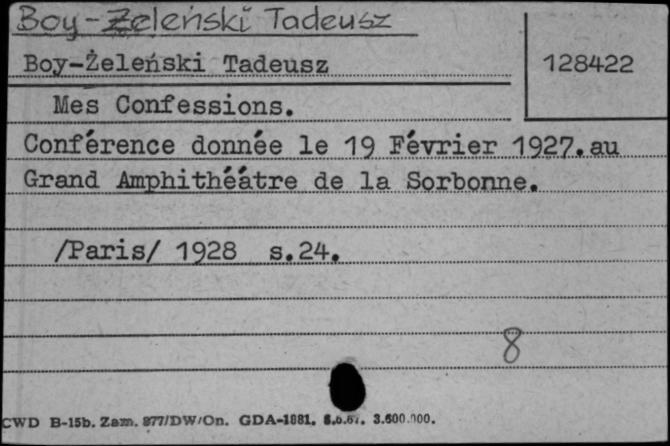 Boy-Żeleński Tadeusz
Boy-Żeleński Tadeusz
128422
Mes Confessions.
Conférence donnée le 19 Février 1927.au
Grand Amphithéâtre de la Sorbonne.
/Paris/ 1928 s.24.
8
CWD B-15b. Zam. 877/DW/On. GDA-1881. 3.600.000.